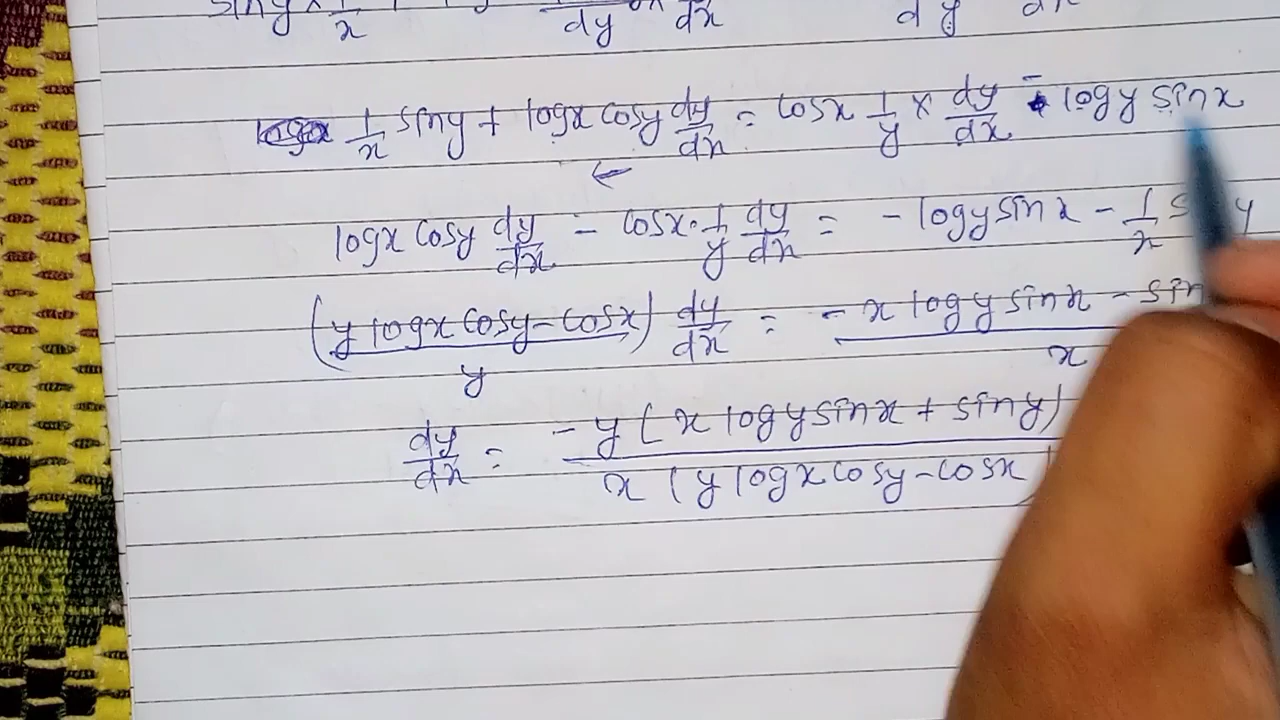 sin y × 1/x
1/x sin y + log x cos y dy/dx = cos x 1/y × dy/dx - log y sin x
←
log x cos y dy/dx - cos x · 1/y dy/dx = - log y sin x - 1/x
(y log x cos y - cos x / y) dy/dx = - x log y sin x - / x
dy/dx = - y [x log y sin x + sin y) / x (y log x cos y - cos x)